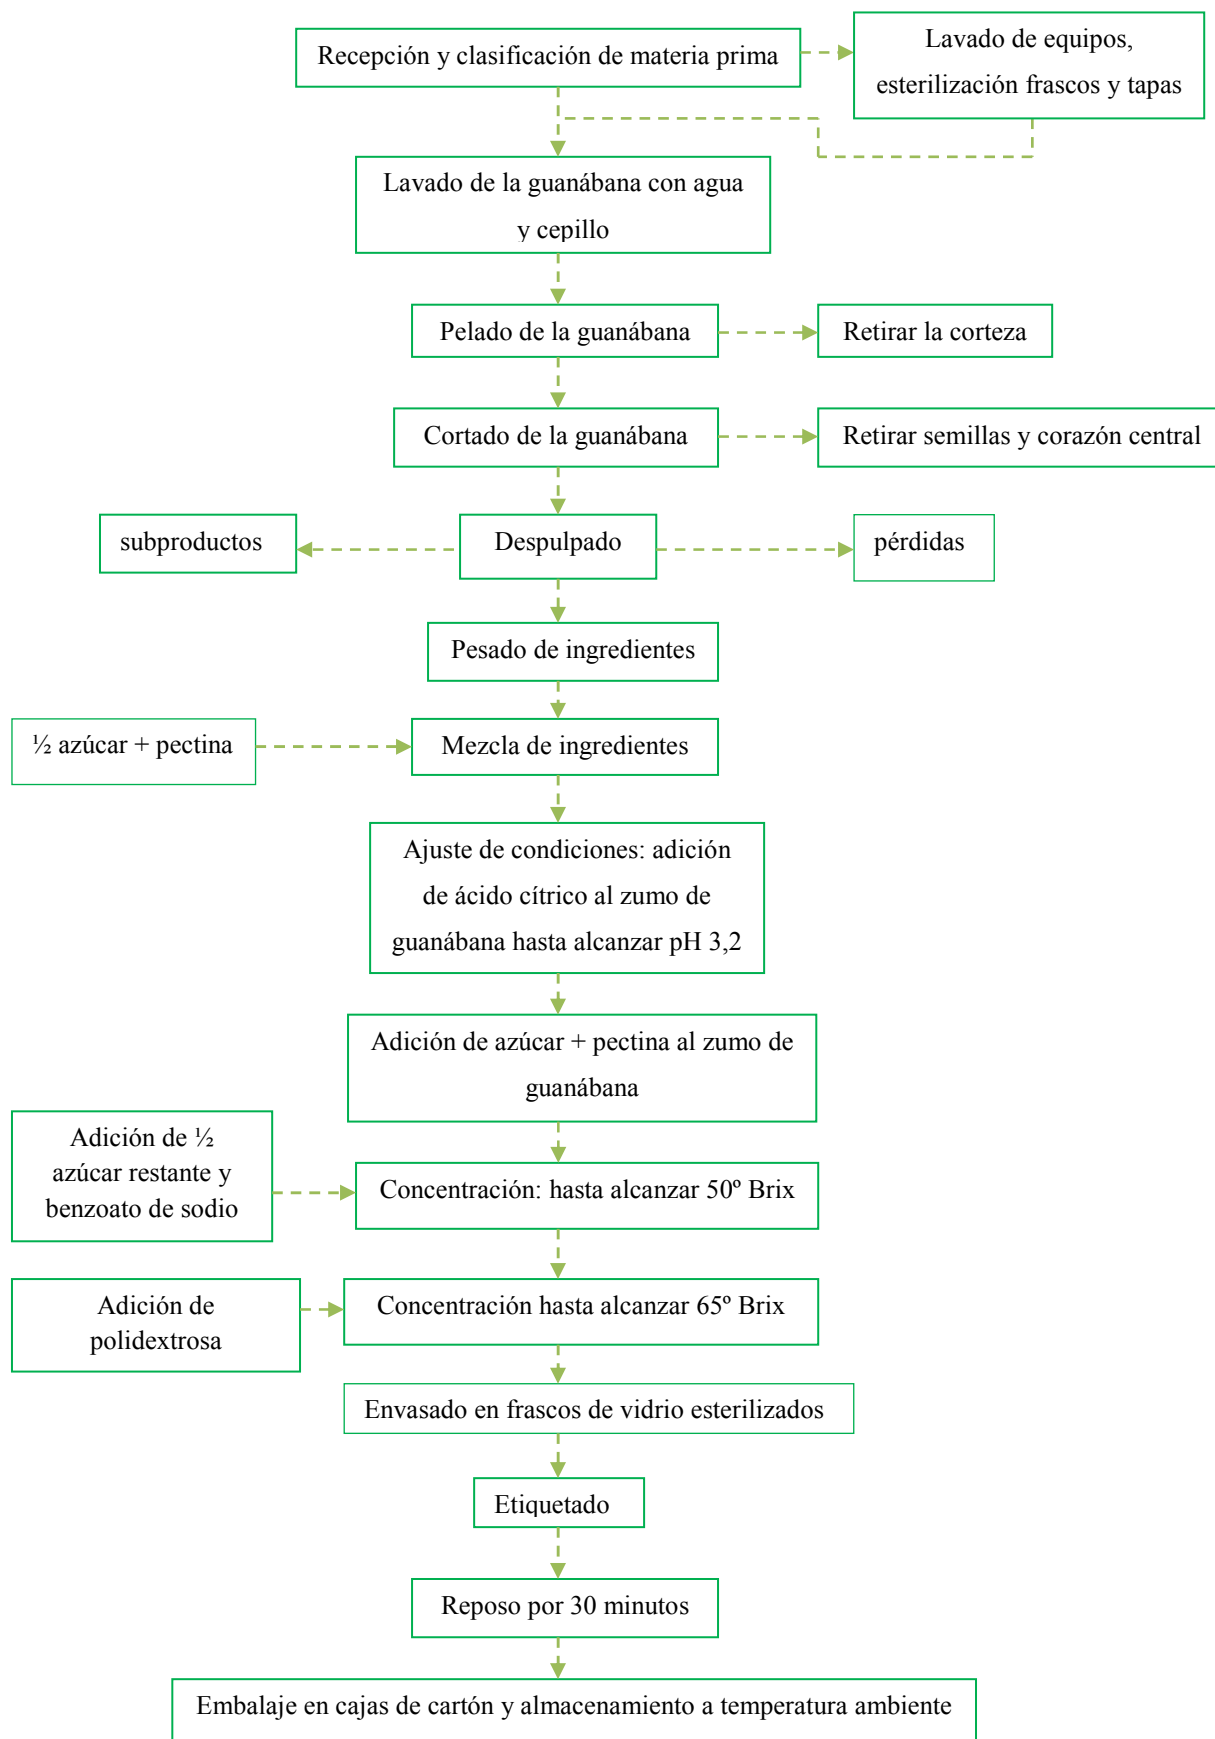 Recepción y clasificación de materia prima
Lavado de equipos,
esterilización frascos y tapas
Lavado de la guanábana con agua
y cepillo
Pelado de la guanábana
Retirar la corteza
Cortado de la guanábana
Retirar semillas y corazón central
subproductos
Despulpado
pérdidas
Pesado de ingredientes
½ azúcar + pectina
Mezcla de ingredientes
Ajuste de condiciones: adición
de ácido cítrico al zumo de
guanábana hasta alcanzar pH 3,2
Adición de azúcar + pectina al zumo de
guanábana
Adición de ½
azúcar restante y
benzoato de sodio
Concentración: hasta alcanzar 50º Brix
Adición de
polidextrosa
Concentración hasta alcanzar 65º Brix
Envasado en frascos de vidrio esterilizados
Etiquetado
Reposo por 30 minutos
Embalaje en cajas de cartón y almacenamiento a temperatura ambiente